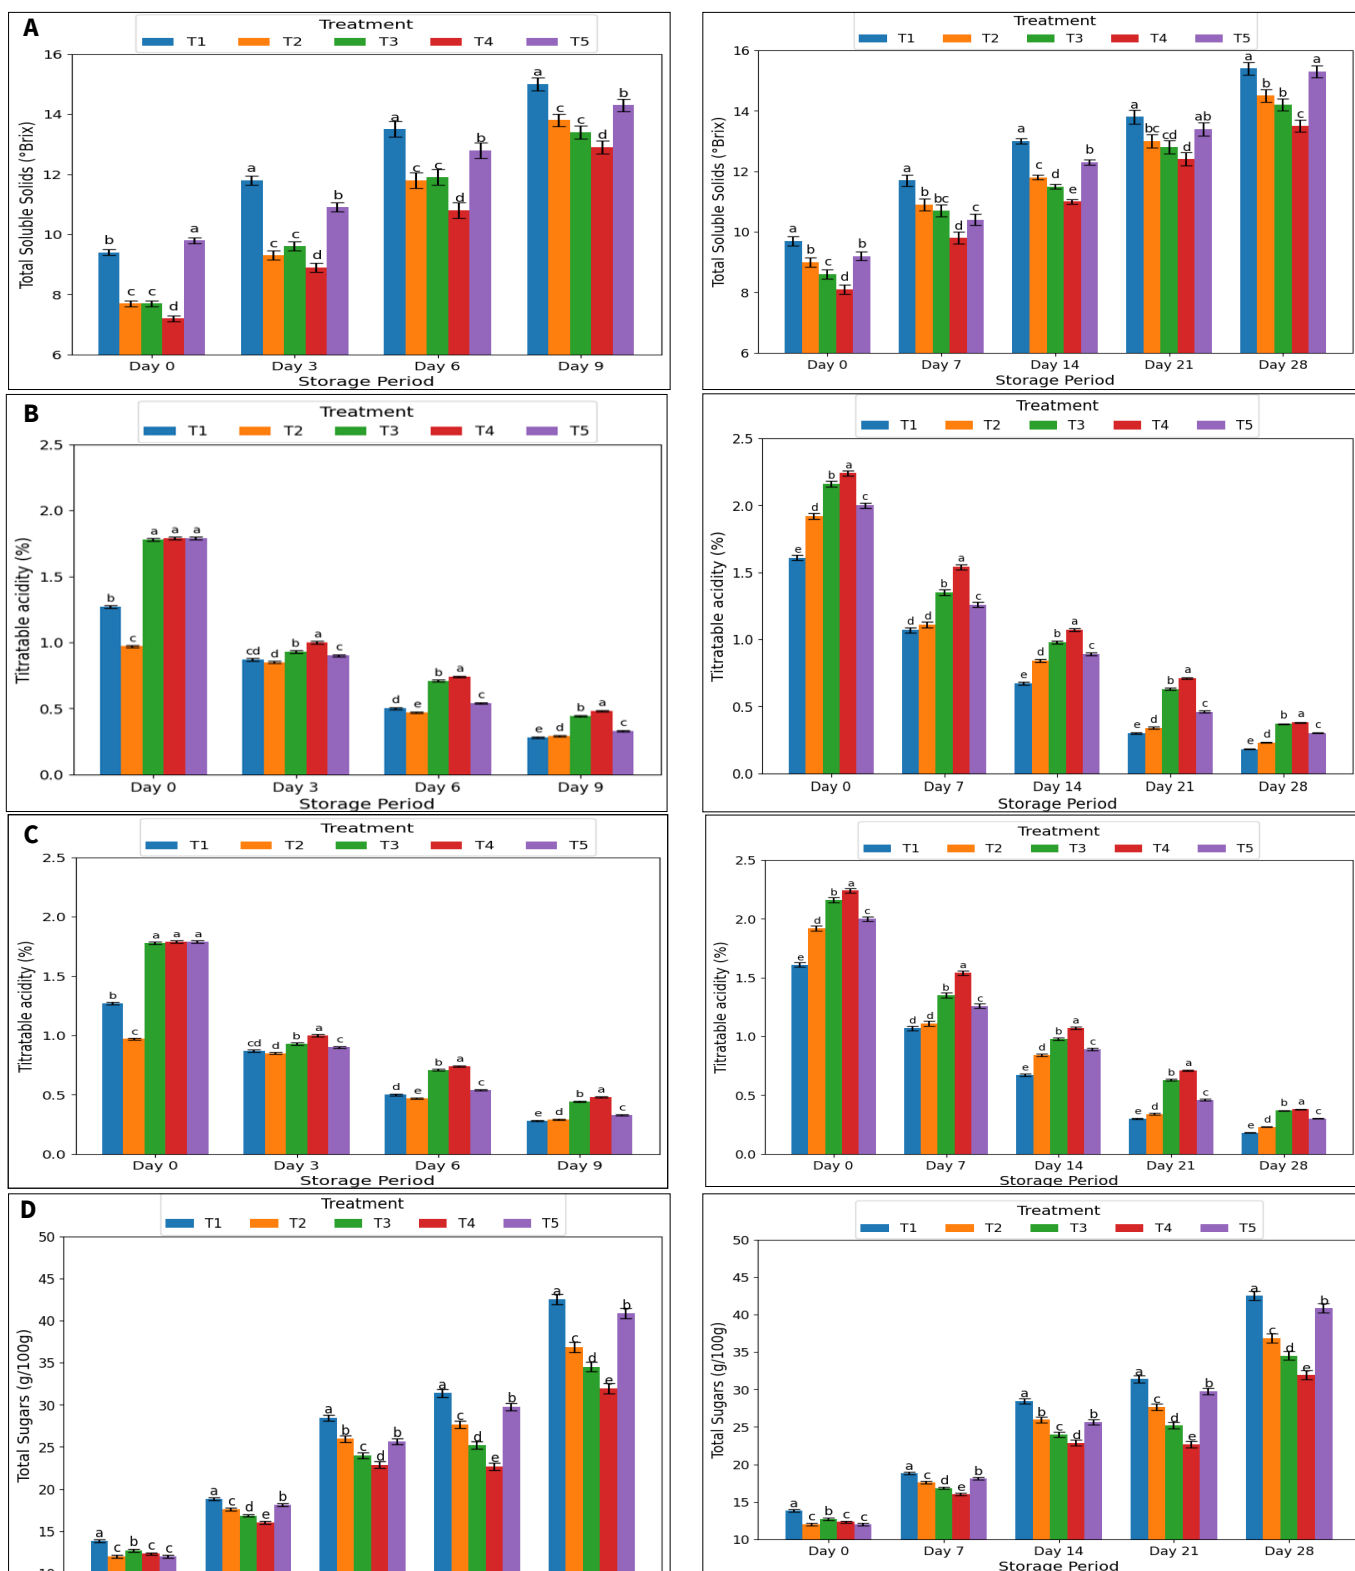 A
Treatment
T1 T2 T3 T4 T5
Total Soluble Solids (°Brix)
16
14
12
10
8
6
b c c d a
a c c d b
a c c d b
a c c d b
Day 0 Day 3 Day 6 Day 9
Storage Period
Treatment
T1 T2 T3 T4 T5
Total Soluble Solids (°Brix)
16
14
12
10
8
6
a b c d b
a b bc d c
a c d e b
a bc cd d ab
a b b c a
Day 0 Day 7 Day 14 Day 21 Day 28
Storage Period
B
Treatment
T1 T2 T3 T4 T5
Titratable acidity (%)
2.5
2.0
1.5
1.0
0.5
0.0
b c a a a
cd d b a c
d e b a c
e d b a c
Day 0 Day 3 Day 6 Day 9
Storage Period
Treatment
T1 T2 T3 T4 T5
Titratable acidity (%)
2.5
2.0
1.5
1.0
0.5
0.0
e d b a c
d d b a c
e d b a c
e d b a c
e d b a c
Day 0 Day 7 Day 14 Day 21 Day 28
Storage Period
C
Treatment
T1 T2 T3 T4 T5
Titratable acidity (%)
2.5
2.0
1.5
1.0
0.5
0.0
b c a a a
cd d b a c
d e b a c
e d b a c
Day 0 Day 3 Day 6 Day 9
Storage Period
Treatment
T1 T2 T3 T4 T5
Titratable acidity (%)
2.5
2.0
1.5
1.0
0.5
0.0
e d b a c
d d b a c
e d b a c
e d b a c
e d b a c
Day 0 Day 7 Day 14 Day 21 Day 28
Storage Period
D
Treatment
T1 T2 T3 T4 T5
Total Sugars (g/100g)
50
45
40
35
30
25
20
15
10
a c b c c
a c d e b
a b c d b
a c d e b
a c d e b
Treatment
T1 T2 T3 T4 T5
Total Sugars (g/100g)
50
45
40
35
30
25
20
15
10
a c b c c
a c d e b
a b c d b
a c d e b
a c d e b
Day 0 Day 7 Day 14 Day 21 Day 28
Storage Period